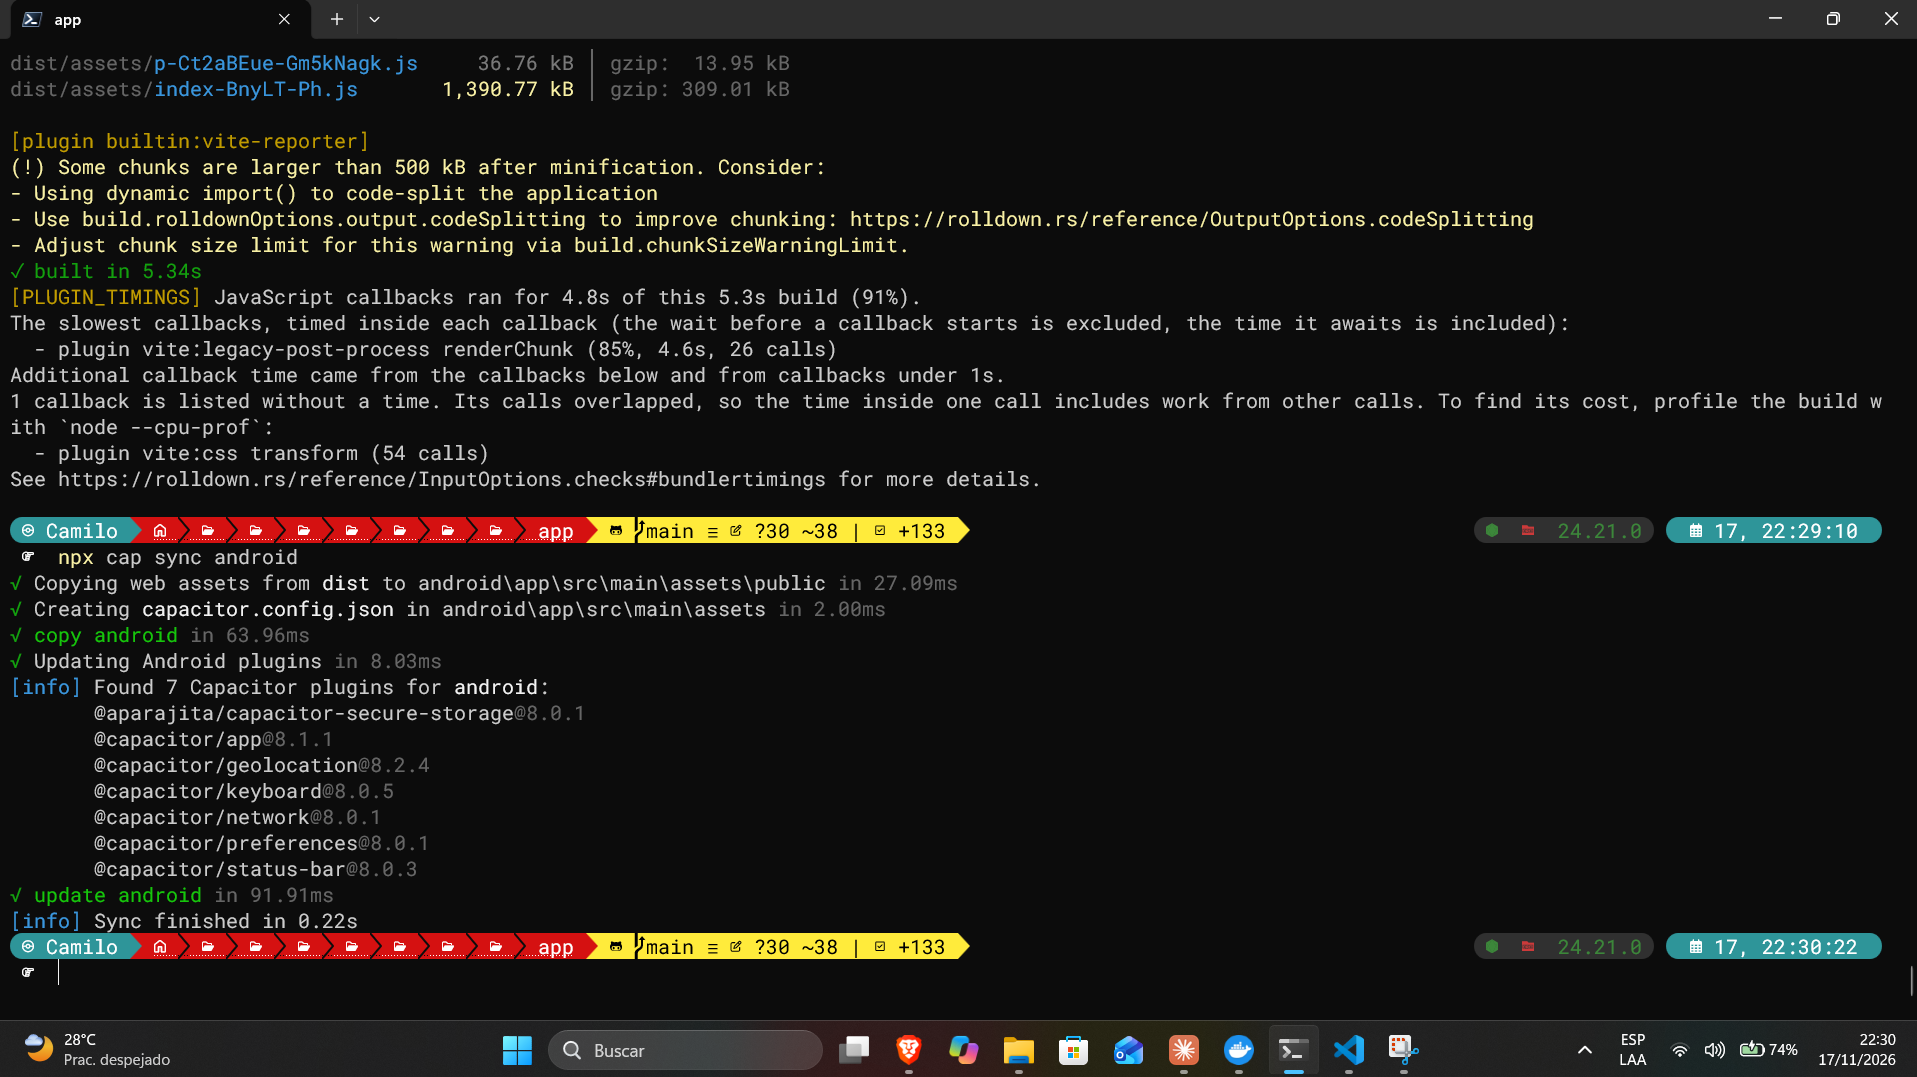 app
dist/assets/p-Ct2aBEue-Gm5kNagk.js 36.76 kB │ gzip: 13.95 kB
dist/assets/index-BnyLT-Ph.js 1,390.77 kB │ gzip: 309.01 kB
[plugin builtin:vite-reporter]
(!) Some chunks are larger than 500 kB after minification. Consider:
- Using dynamic import() to code-split the application
- Use build.rolldownOptions.output.codeSplitting to improve chunking: https://rolldown.rs/reference/OutputOptions.codeSplitting
- Adjust chunk size limit for this warning via build.chunkSizeWarningLimit.
✓ built in 5.34s
[PLUGIN_TIMINGS] JavaScript callbacks ran for 4.8s of this 5.3s build (91%).
The slowest callbacks, timed inside each callback (the wait before a callback starts is excluded, the time it awaits is included):
- plugin vite:legacy-post-process renderChunk (85%, 4.6s, 26 calls)
Additional callback time came from the callbacks below and from callbacks under 1s.
1 callback is listed without a time. Its calls overlapped, so the time inside one call includes work from other calls. To find its cost, profile the build w
ith `node --cpu-prof`:
- plugin vite:css transform (54 calls)
See https://rolldown.rs/reference/InputOptions.checks#bundlertimings for more details.
Camilo app main ≡ ?30 ~38 | +133 24.21.0 17, 22:29:10
npx cap sync android
√ Copying web assets from dist to android\app\src\main\assets\public in 27.09ms
√ Creating capacitor.config.json in android\app\src\main\assets in 2.00ms
√ copy android in 63.96ms
√ Updating Android plugins in 8.03ms
[info] Found 7 Capacitor plugins for android:
@aparajita/capacitor-secure-storage@8.0.1
@capacitor/app@8.1.1
@capacitor/geolocation@8.2.4
@capacitor/keyboard@8.0.5
@capacitor/network@8.0.1
@capacitor/preferences@8.0.1
@capacitor/status-bar@8.0.3
√ update android in 91.91ms
[info] Sync finished in 0.22s
Camilo app main ≡ ?30 ~38 | +133 24.21.0 17, 22:30:22
28°C
Prac. despejado
Buscar
ESP
LAA
74%
22:30
17/11/2026